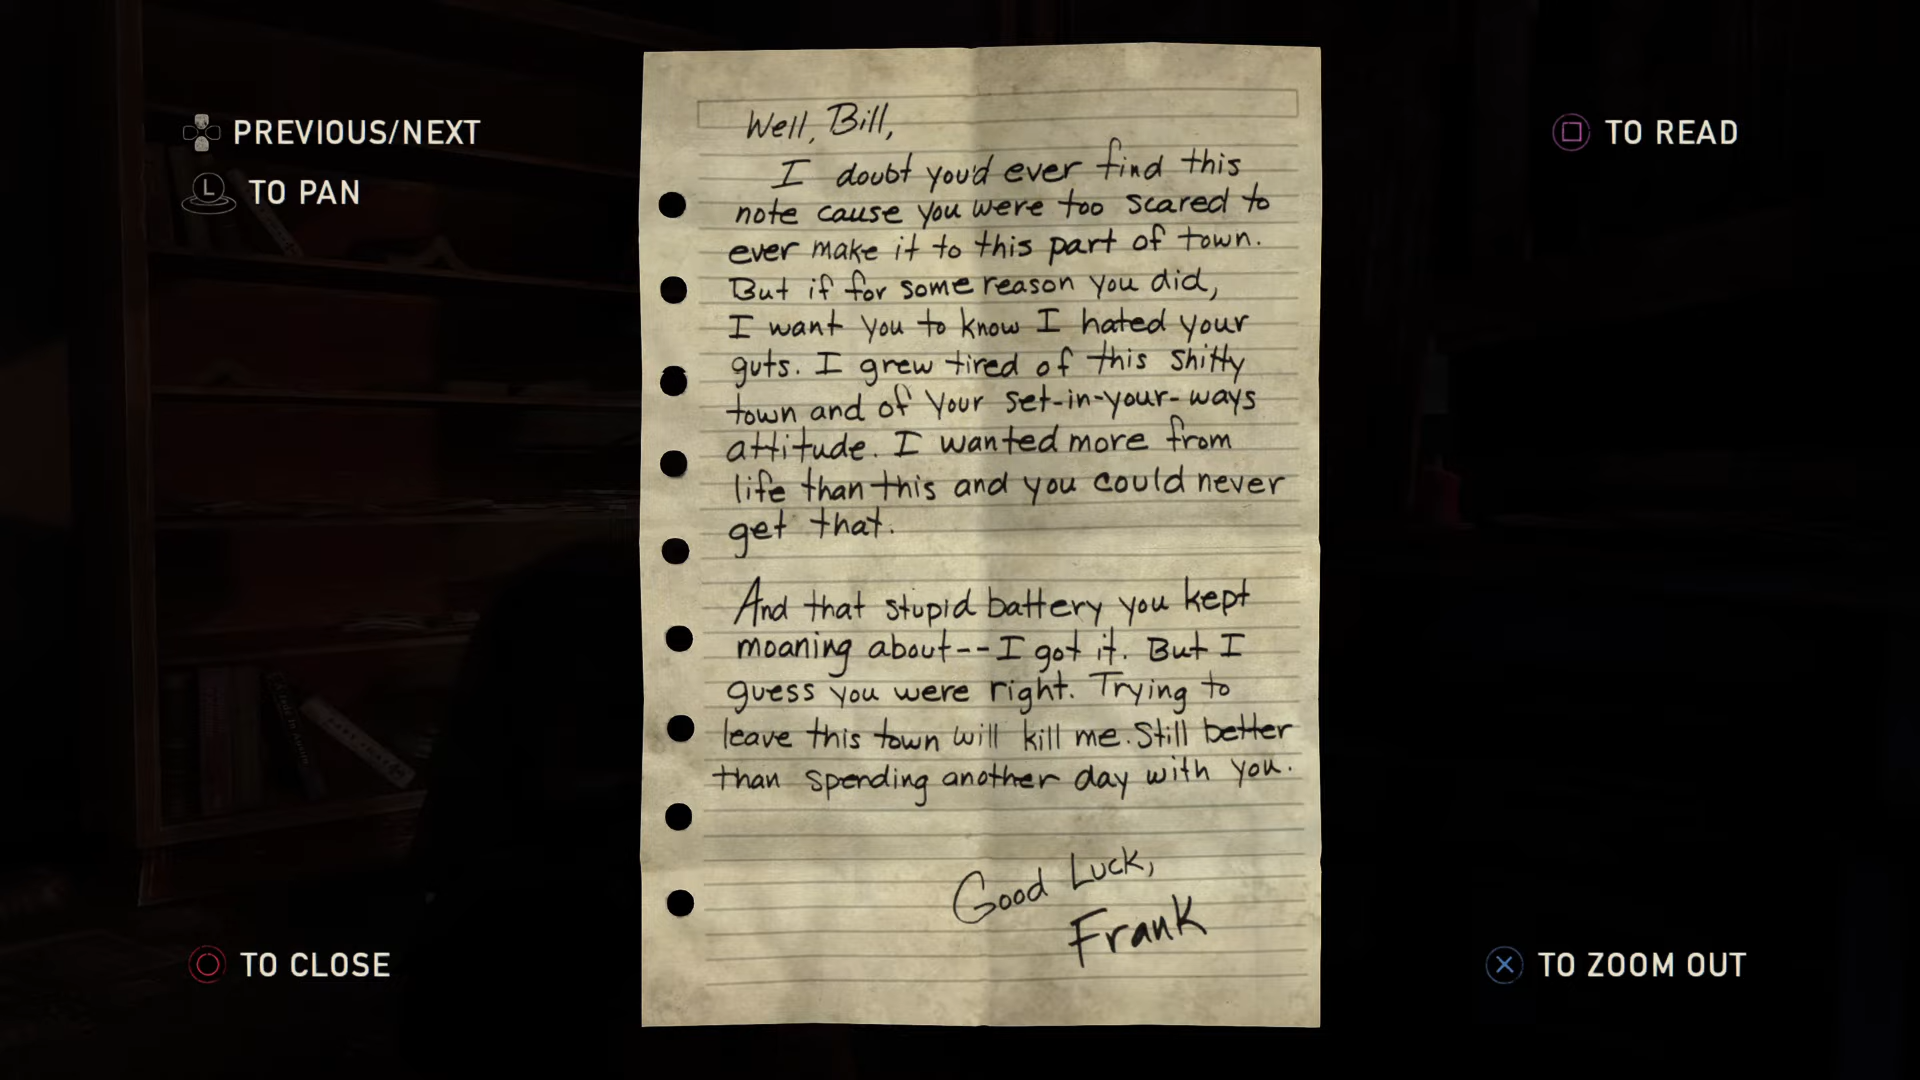 PREVIOUS/NEXT
L TO PAN
TO READ
Well, Bill,
I doubt you'd ever find this
note cause you were too scared to
ever make it to this part of town.
But if for some reason you did,
I want you to know I hated your
guts. I grew tired of this shitty
town and of your set-in-your-ways
attitude. I wanted more from
life than this and you could never
get that.
And that stupid battery you kept
moaning about--I got it. But I
guess you were right. Trying to
leave this town will kill me. Still better
than spending another day with you.
Good Luck,
Frank
TO CLOSE
TO ZOOM OUT